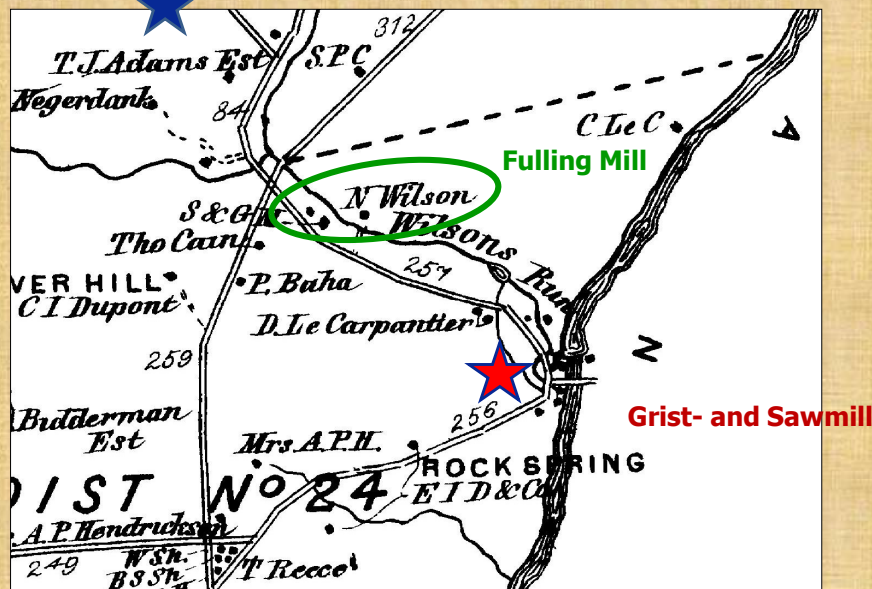 312
T. J. Adams Est
S.P.C
Negerdank
84
C Le C
A
Fulling Mill
N Wilson
S & G
Wilsons Run
Tho Cain
257
VER HILL
P. Baha
C I Dupont
D. Le Carpantier
N
259
256
Grist- and Sawmill
Budderman
Est
Mrs. A.P.H.
ROCK SPRING
DIST No 24
E I D & Co
A. P. Hendrickson
W Sh.
249
B S Sh
T Reece